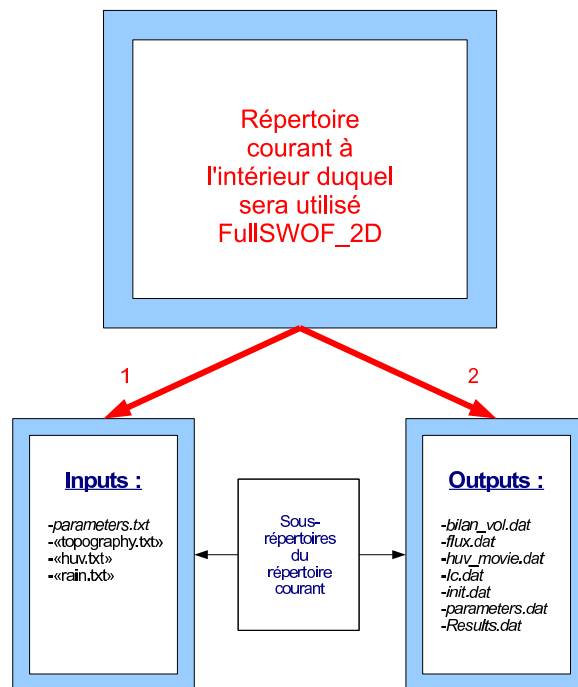 Répertoire
courant à
l'intérieur duquel
sera utilisé
FullSWOF_2D
1
2
Inputs :
-parameters.txt
-«topography.txt»
-«huv.txt»
-«rain.txt»
Sous-
répertoires
du
répertoire
courant
Outputs :
-bilan_vol.dat
-flux.dat
-huv_movie.dat
-Ic.dat
-init.dat
-parameters.dat
-Results.dat